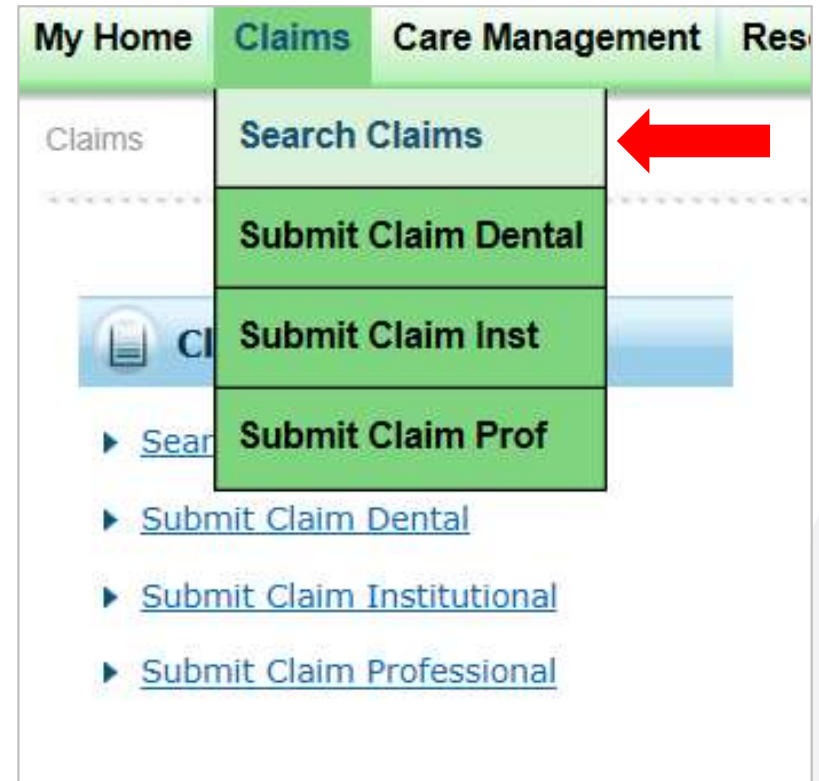 My Home Claims Care Management
Claims
Search Claims
Submit Claim Dental
Submit Claim Inst
Submit Claim Prof
Submit Claim Dental
Submit Claim Institutional
Submit Claim Professional